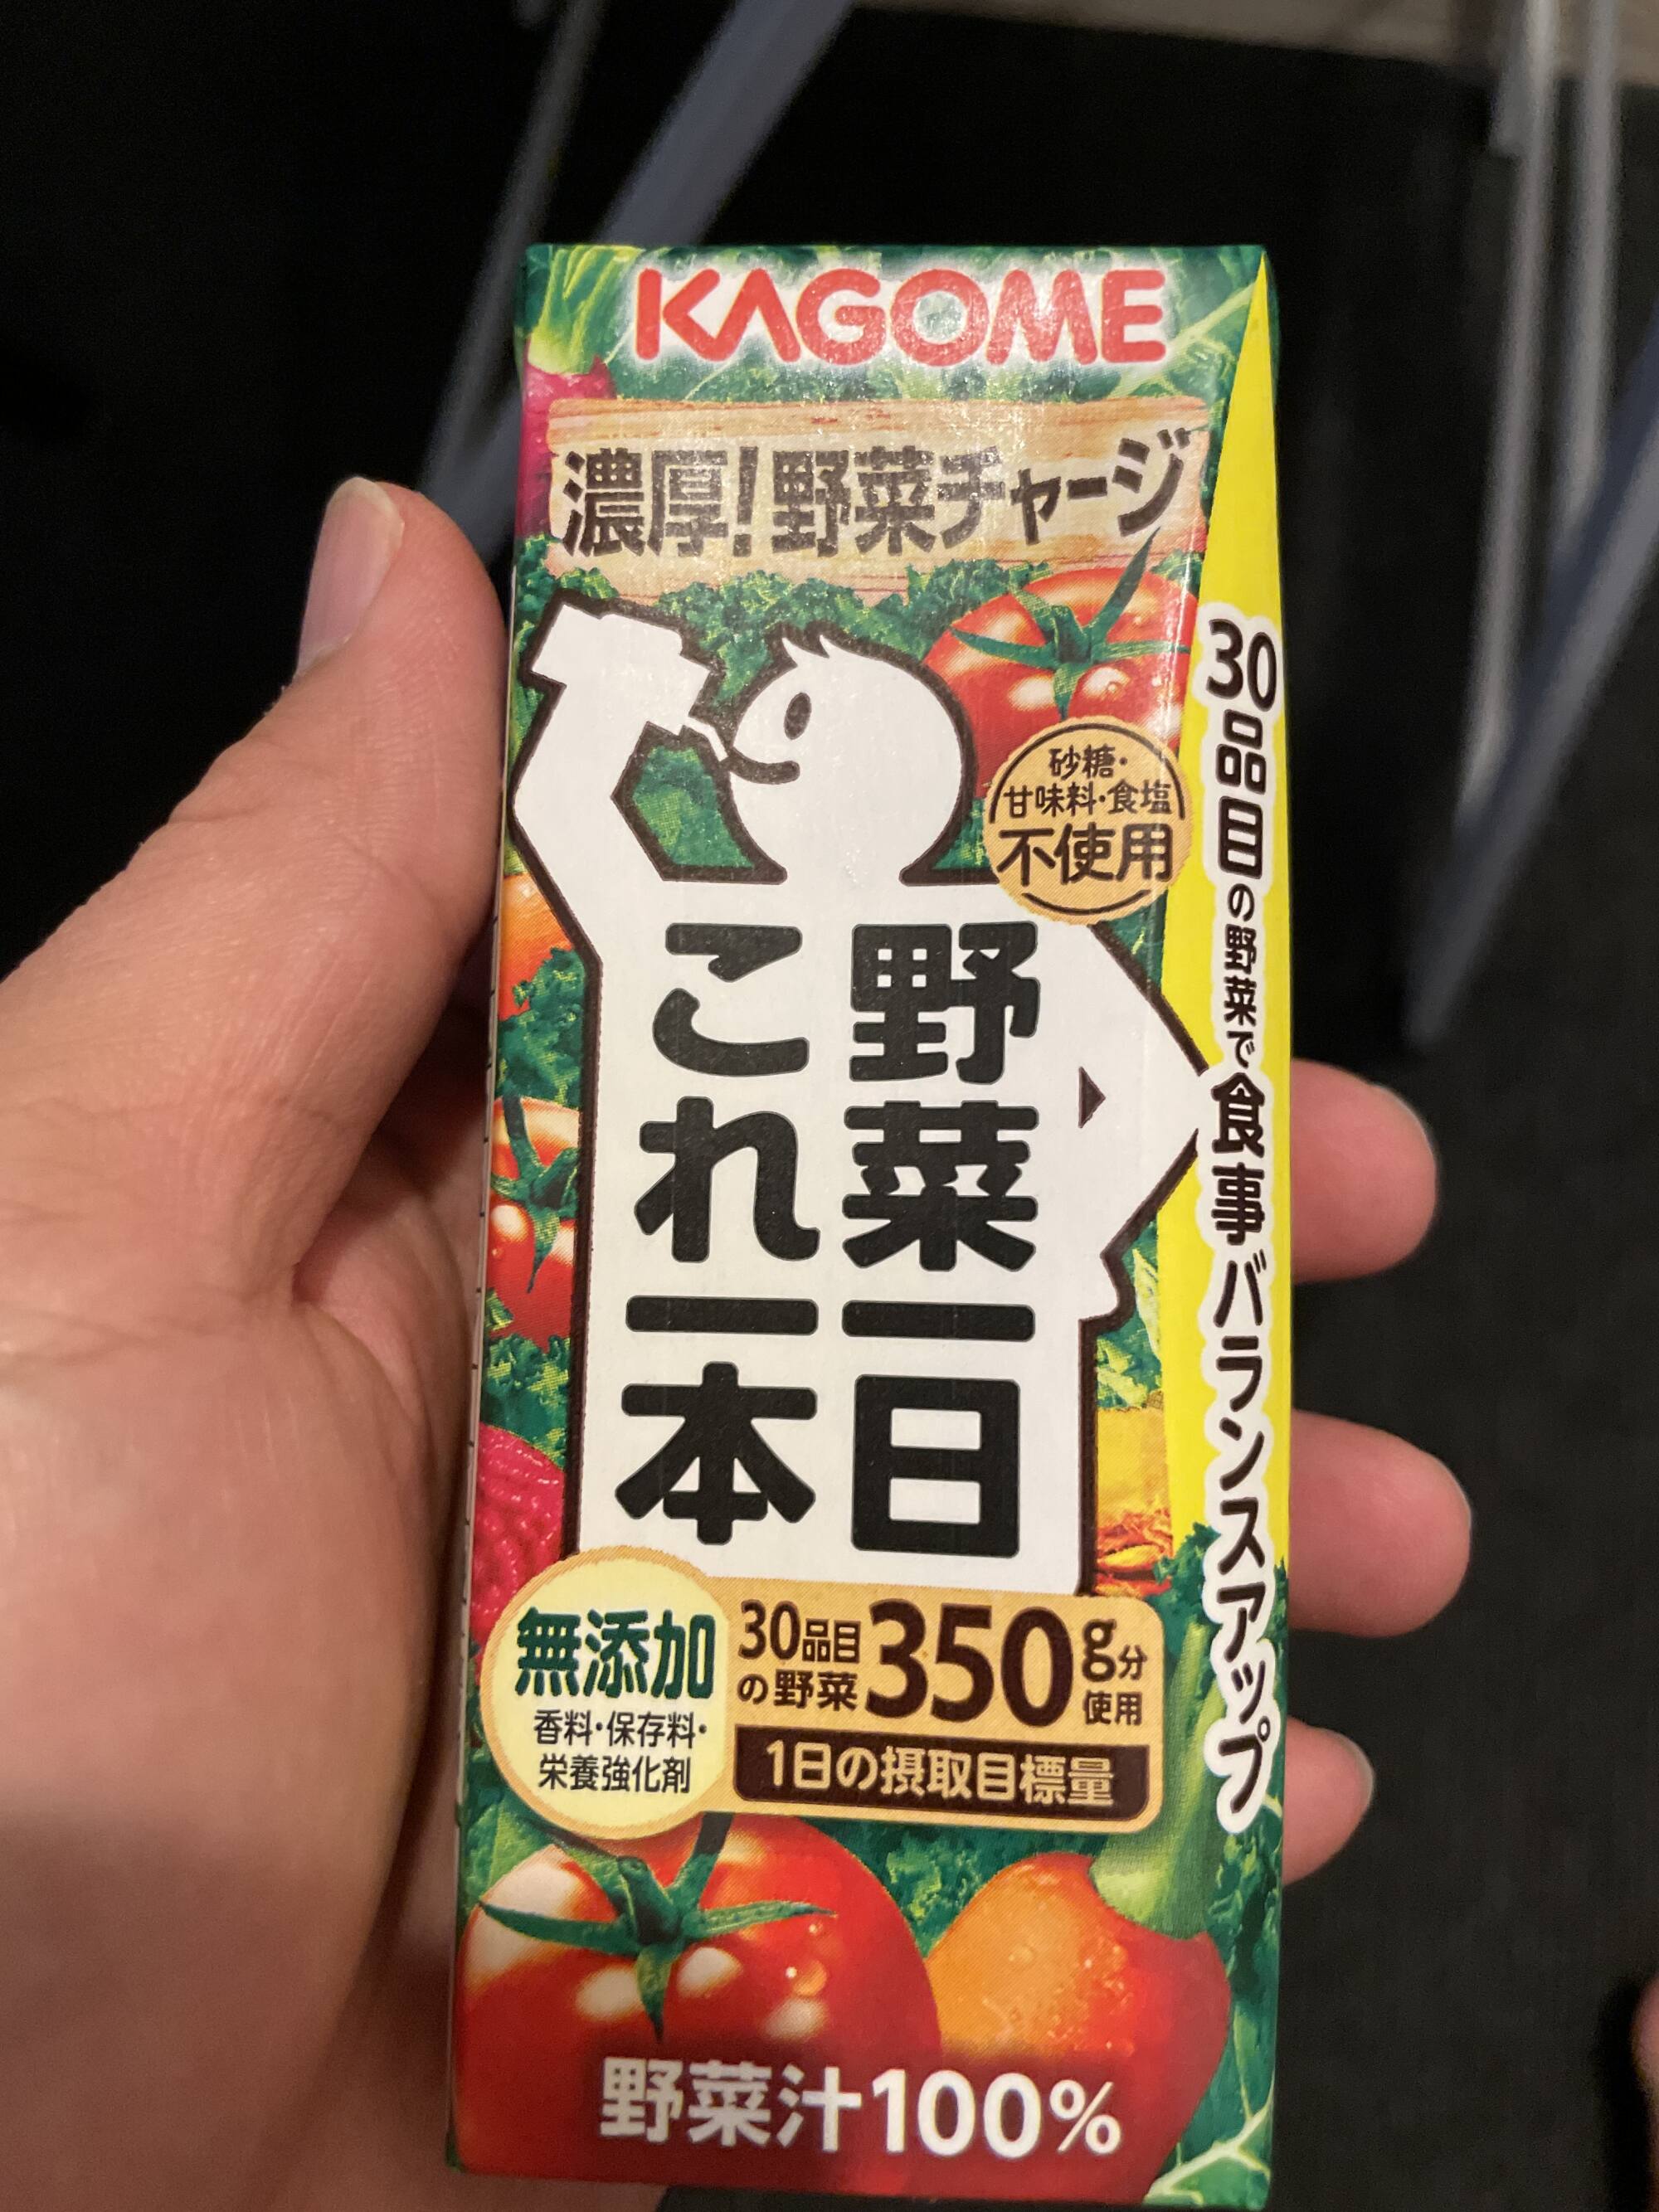 KAGOME
濃厚!野菜チャージ
砂糖・
甘味料・食塩
不使用
野菜一日
これ一本
30品目の野菜で食事バランスアップ
無添加
香料・保存料・
栄養強化剤
30品目
の野菜350g分
使用
1日の摂取目標量
野菜汁100%